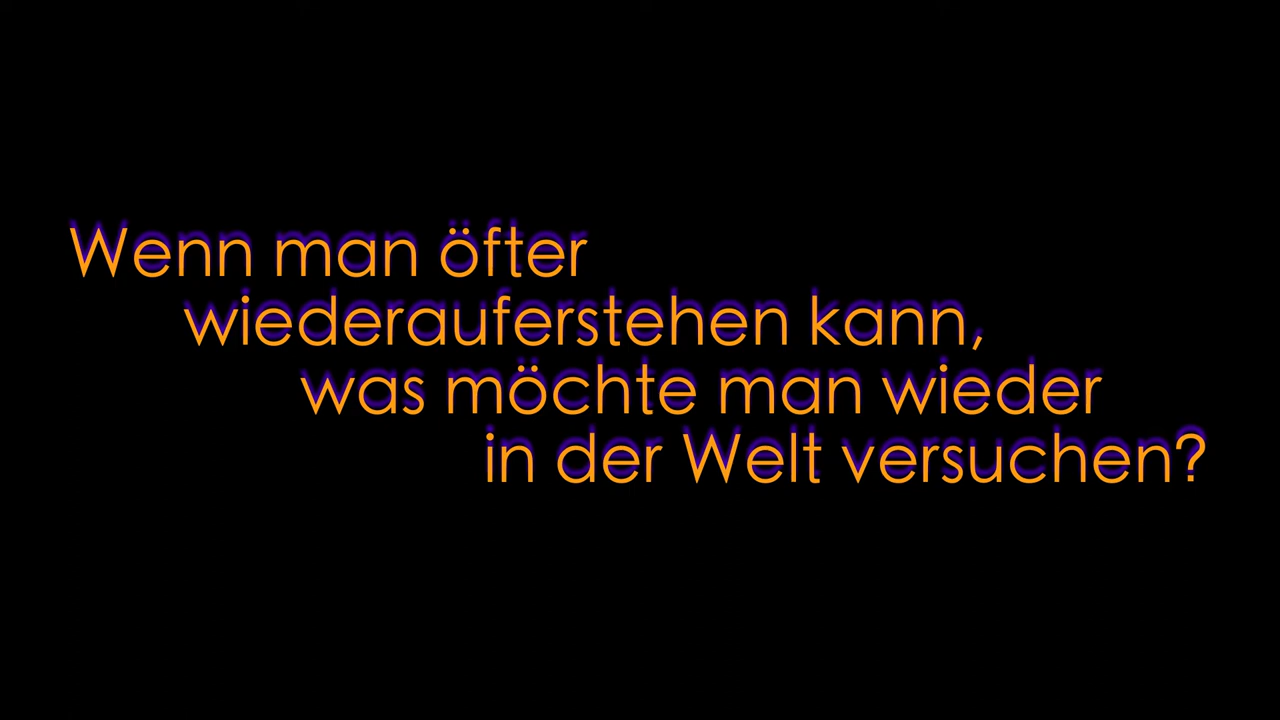 Wenn man öfter
wiederauferstehen kann,
was möchte man wieder
in der Welt versuchen?